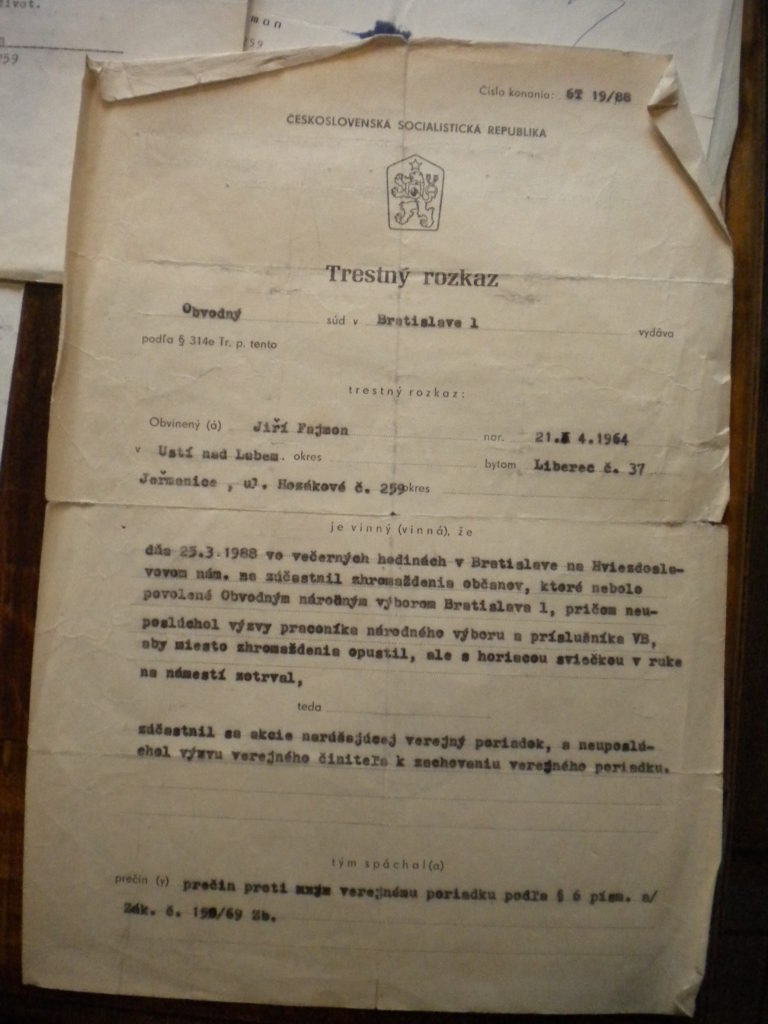 ivot.
mon
59
259
Číslo konania: 6T 19/88
ČESKOSLOVENSKÁ SOCIALISTICKÁ REPUBLIKA
Trestný rozkaz
Obvodný súd v Bratislave 1 vydáva
podľa § 314e Tr. p. tento
trestný rozkaz:
Obvinený (á) Jiří Fajmon nar. 21. 4.1964
v Ustí nad Labem. okres bytom Liberec č. 37
Jeřmanice , ul. č. 259 okres
je vinný (vinná), že
dňa 25.3.1988 vo večerných hodinách v Bratislave na Hviezdosla-
vovom nám. sa zúčastnil zhromaždenia občanov, ktoré nebolo
povolené Obvodným národným výborom Bratislava 1, pričom neu-
poslúchol výzvy praconíka národného výboru a príslušníka VB,
aby miesto zhromaždenia opustil, ale s horiacou sviečkou v ruke
na námestí zotrval,
teda
zúčastnil sa akcie narúšajúcej verejný poriadok, a neuposlú-
chol výzvu verejného činiteľa k zachovaniu verejného poriadku.
tým spáchal(a)
prečin (y) prečin proti verejnému poriadku podľa § 6 písm. a/
Zák. č. 150/69 Zb.